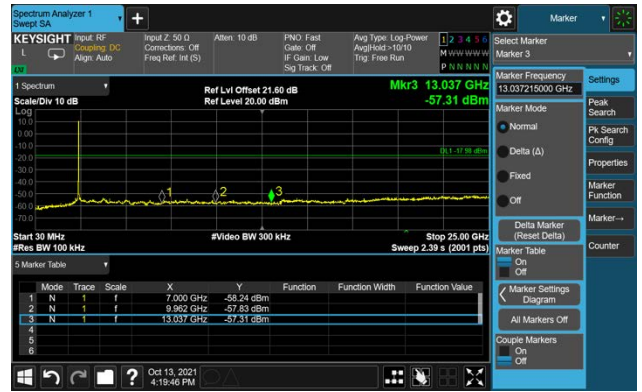 Spectrum Analyzer 1
Swept SA
Marker
KEYSIGHT
L
Input: RF
Coupling: DC
Align: Auto
Input Z: 50 Ω
Corrections: Off
Freq Ref: Int (S)
Atten: 10 dB
PNO: Fast
Gate: Off
IF Gain: Low
Sig Track: Off
Avg Type: Log-Power
Avg|Hold:>10/10
Trig: Free Run
1 2 3 4 5 6
M W W W W W
P N N N N N
Select Marker
Marker 3
1 Spectrum
Scale/Div 10 dB
Ref Lvl Offset 21.60 dB
Ref Level 20.00 dBm
Mkr3 13.037 GHz
-57.31 dBm
Log
10.0
0.00
-10.0
-20.0
-30.0
-40.0
-50.0
-60.0
-70.0
DL1 -17.98 dBm
1
2
3
Start 30 MHz
#Res BW 100 kHz
#Video BW 300 kHz
Stop 25.00 GHz
Sweep 2.39 s (2001 pts)
5 Marker Table
Mode Trace Scale X Y Function Function Width Function Value
1 N 1 f 7.000 GHz -58.24 dBm
2 N 1 f 9.962 GHz -57.83 dBm
3 N 1 f 13.037 GHz -57.31 dBm
4
5
6
Marker Frequency
13.037215000 GHz
Marker Mode
Normal
Delta (Δ)
Fixed
Off
Delta Marker
(Reset Delta)
Marker Table
On
Off
Marker Settings
Diagram
All Markers Off
Couple Markers
On
Off
Settings
Peak
Search
Pk Search
Config
Properties
Marker
Function
Marker→
Counter
?
Oct 13, 2021
4:19:46 PM